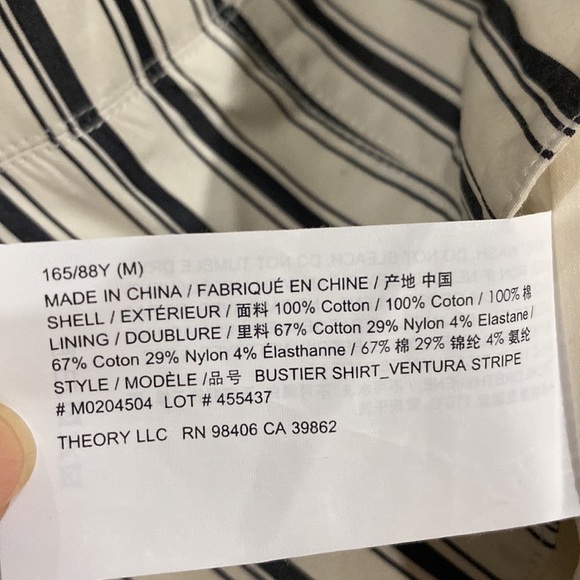 165/88Y (M)
MADE IN CHINA / FABRIQUÉ EN CHINE / 产地 中国
SHELL / EXTÉRIEUR / 面料 100% Cotton / 100% Coton / 100% 棉
LINING / DOUBLURE / 里料 67% Cotton 29% Nylon 4% Elastane /
67% Coton 29% Nylon 4% Élasthanne / 67% 棉 29% 锦纶 4% 氨纶
STYLE / MODÈLE /品号 BUSTIER SHIRT_VENTURA STRIPE
# M0204504 LOT # 455437
THEORY LLC RN 98406 CA 39862